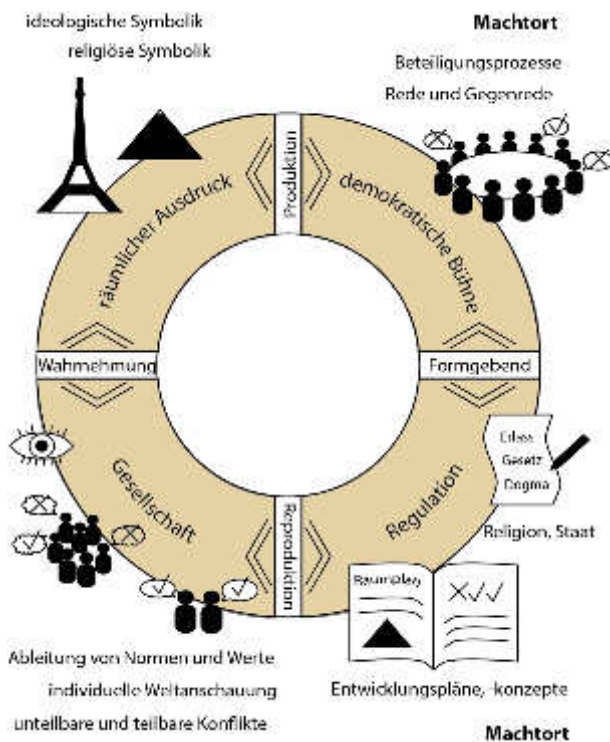 ideologische Symbolik
religiöse Symbolik
Machtort
Beteiligungsprozesse
Rede und Gegenrede
räumlicher Ausdruck
Produktion
demokratische Bühne
Wahrnehmung
Formgebend
Gesellschaft
Reproduktion
Regulation
Erlass
Gesetz
Dogma
Religion, Staat
Raumplan
Ableitung von Normen und Werte
individuelle Weltanschauung
unteilbare und teilbare Konflikte
Entwicklungspläne, -konzepte
Machtort